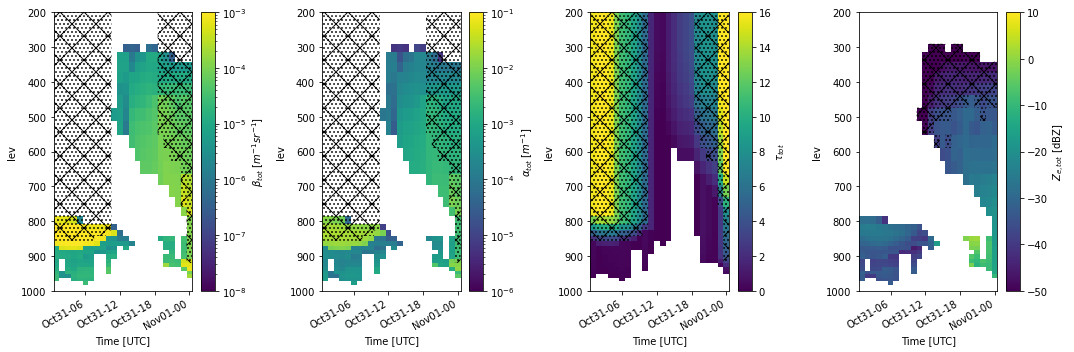 200
300
400
500
600
700
800
900
1000
lev
Oct31-06
Oct31-12
Oct31-18
Nov01-00
Time [UTC]
10⁻³
10⁻⁴
10⁻⁵
10⁻⁶
10⁻⁷
10⁻⁸
βtot [m⁻¹sr⁻¹]
200
300
400
500
600
700
800
900
1000
lev
Oct31-06
Oct31-12
Oct31-18
Nov01-00
Time [UTC]
10⁻¹
10⁻²
10⁻³
10⁻⁴
10⁻⁵
10⁻⁶
αtot [m⁻¹]
200
300
400
500
600
700
800
900
1000
lev
Oct31-06
Oct31-12
Oct31-18
Nov01-00
Time [UTC]
16
14
12
10
8
6
4
2
0
τtot
200
300
400
500
600
700
800
900
1000
lev
Oct31-06
Oct31-12
Oct31-18
Nov01-00
Time [UTC]
10
0
−10
−20
−30
−40
−50
Ze,tot [dBZ]